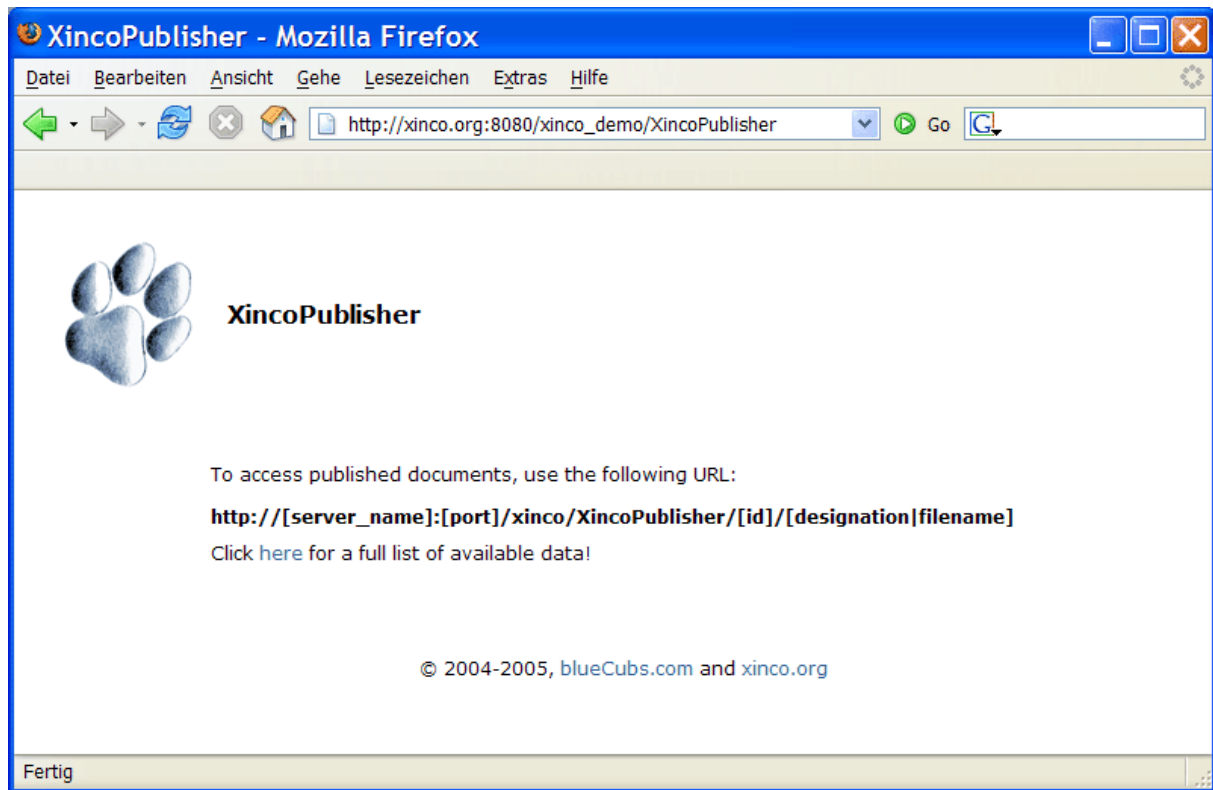 XincoPublisher - Mozilla Firefox
Datei Bearbeiten Ansicht Gehe Lesezeichen Extras Hilfe
http://xinco.org:8080/xinco_demo/XincoPublisher Go G
XincoPublisher
To access published documents, use the following URL:
http://[server_name]:[port]/xinco/XincoPublisher/[id]/[designation|filename]
Click here for a full list of available data!
© 2004-2005, blueCubs.com and xinco.org
Fertig